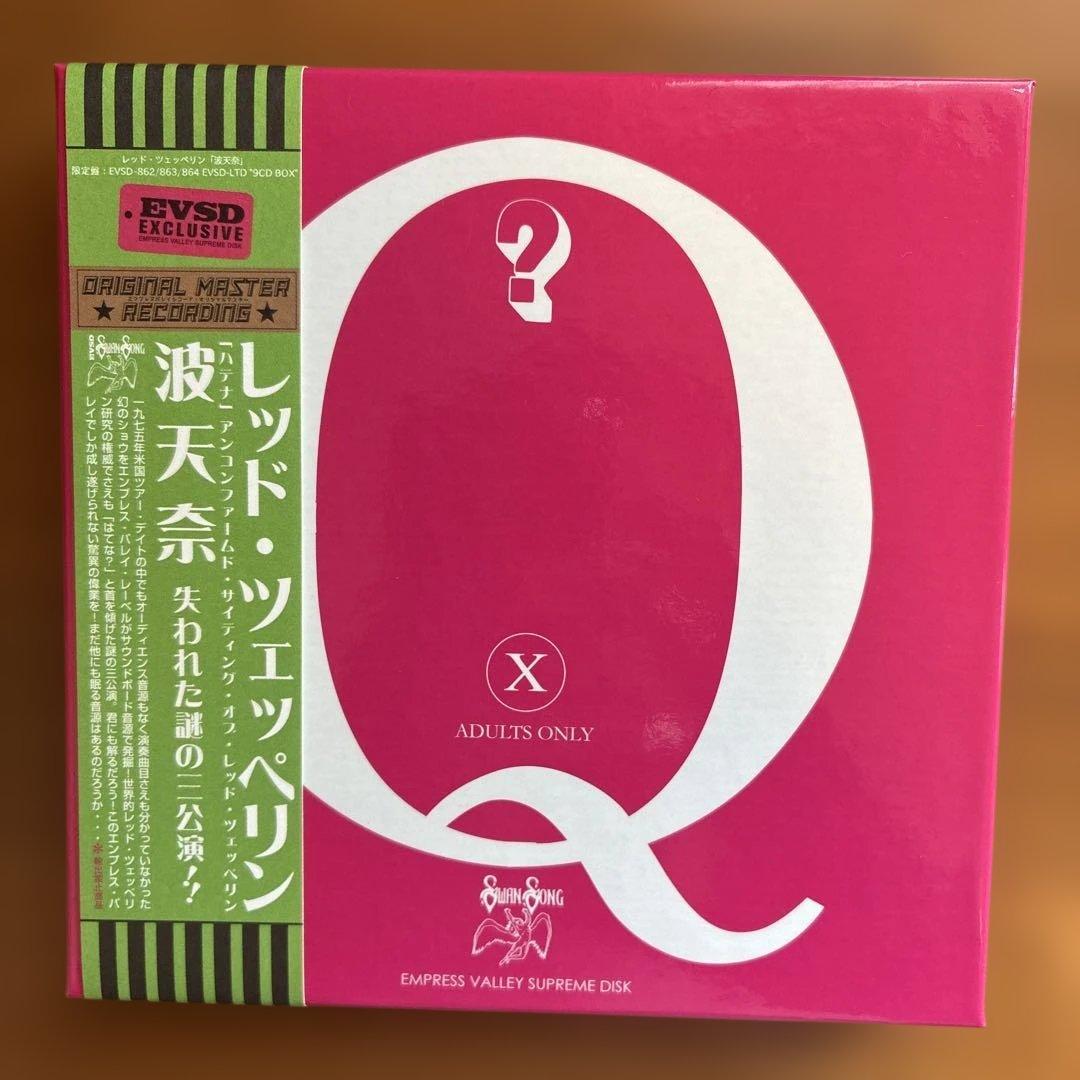 レッド・ツェッペリン「波天奈」
限定盤：EVSD-862/863/864 EVSD-LTD "9CD BOX"
EVSD
EXCLUSIVE
EMPRESS VALLEY SUPREME DISK
ORIGINAL MASTER
RECORDING
レッド・ツェッペリン
「ハテナ」アンコンファームド・サイティング・オブ・レッド・ツェッペリン
波天奈 失われた謎の三公演!!
SWAN SONG
OSAKA
一九七五年米国ツアー・デイトの中でもオーディエンス音源もなく演奏曲目さえも分かっていなかった
幻のショウをエンプレス・バレイ・レーベルがサウンドボード音源で発掘！世界的レッド・ツェッペリ
ン研究の権威でさえも「はてな？」と首を傾げた謎の三公演。君にも解るだろう！このエンプレス・バ
レイでしか成し遂げられない驚異の偉業を！まだ他にも眠る音源はあるのだろうか・・・
Q
?
X
ADULTS ONLY
SWAN SONG
EMPRESS VALLEY SUPREME DISK